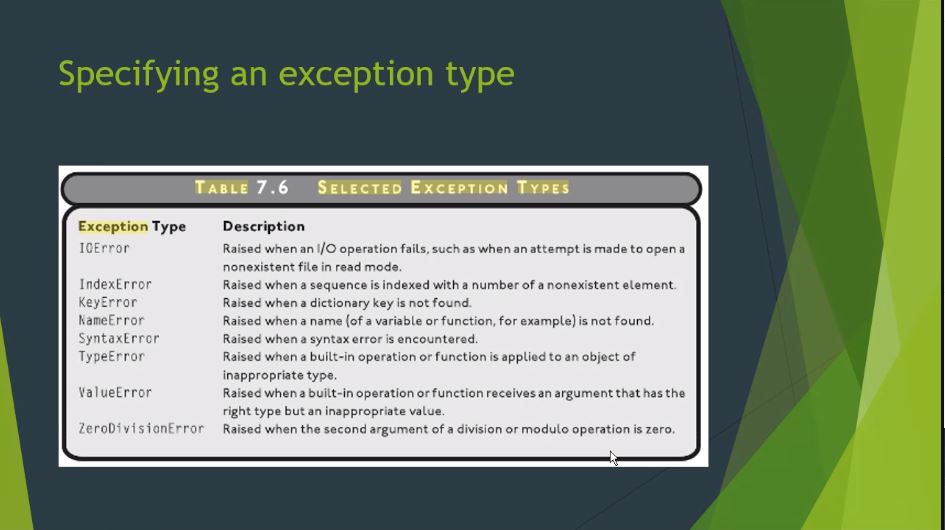 Specifying an exception type
TABLE 7.6 SELECTED EXCEPTION TYPES
Exception Type Description
IOError Raised when an I/O operation fails, such as when an attempt is made to open a
nonexistent file in read mode.
IndexError Raised when a sequence is indexed with a number of a nonexistent element.
KeyError Raised when a dictionary key is not found.
NameError Raised when a name (of a variable or function, for example) is not found.
SyntaxError Raised when a syntax error is encountered.
TypeError Raised when a built-in operation or function is applied to an object of
inappropriate type.
ValueError Raised when a built-in operation or function receives an argument that has the
right type but an inappropriate value.
ZeroDivisionError Raised when the second argument of a division or modulo operation is zero.